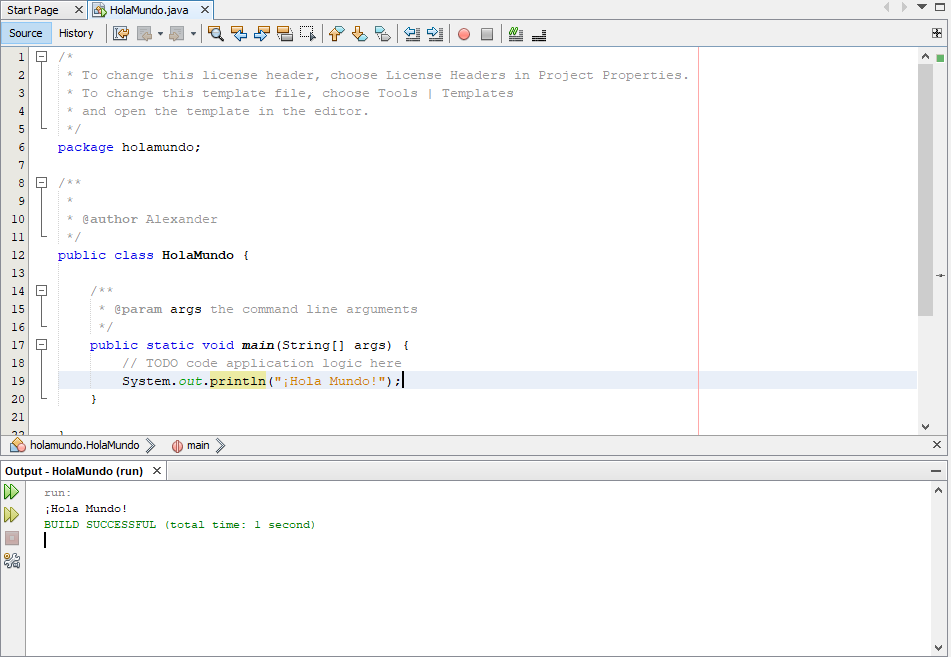 Start Page
HolaMundo.java
Source
History
1 /*
2 * To change this license header, choose License Headers in Project Properties.
3 * To change this template file, choose Tools | Templates
4 * and open the template in the editor.
5 */
6 package holamundo;
7
8 /**
9 *
10 * @author Alexander
11 */
12 public class HolaMundo {
13
14 /**
15 * @param args the command line arguments
16 */
17 public static void main(String[] args) {
18 // TODO code application logic here
19 System.out.println("¡Hola Mundo!");
20 }
21
holamundo.HolaMundo
main
Output - HolaMundo (run)
run:
¡Hola Mundo!
BUILD SUCCESSFUL (total time: 1 second)